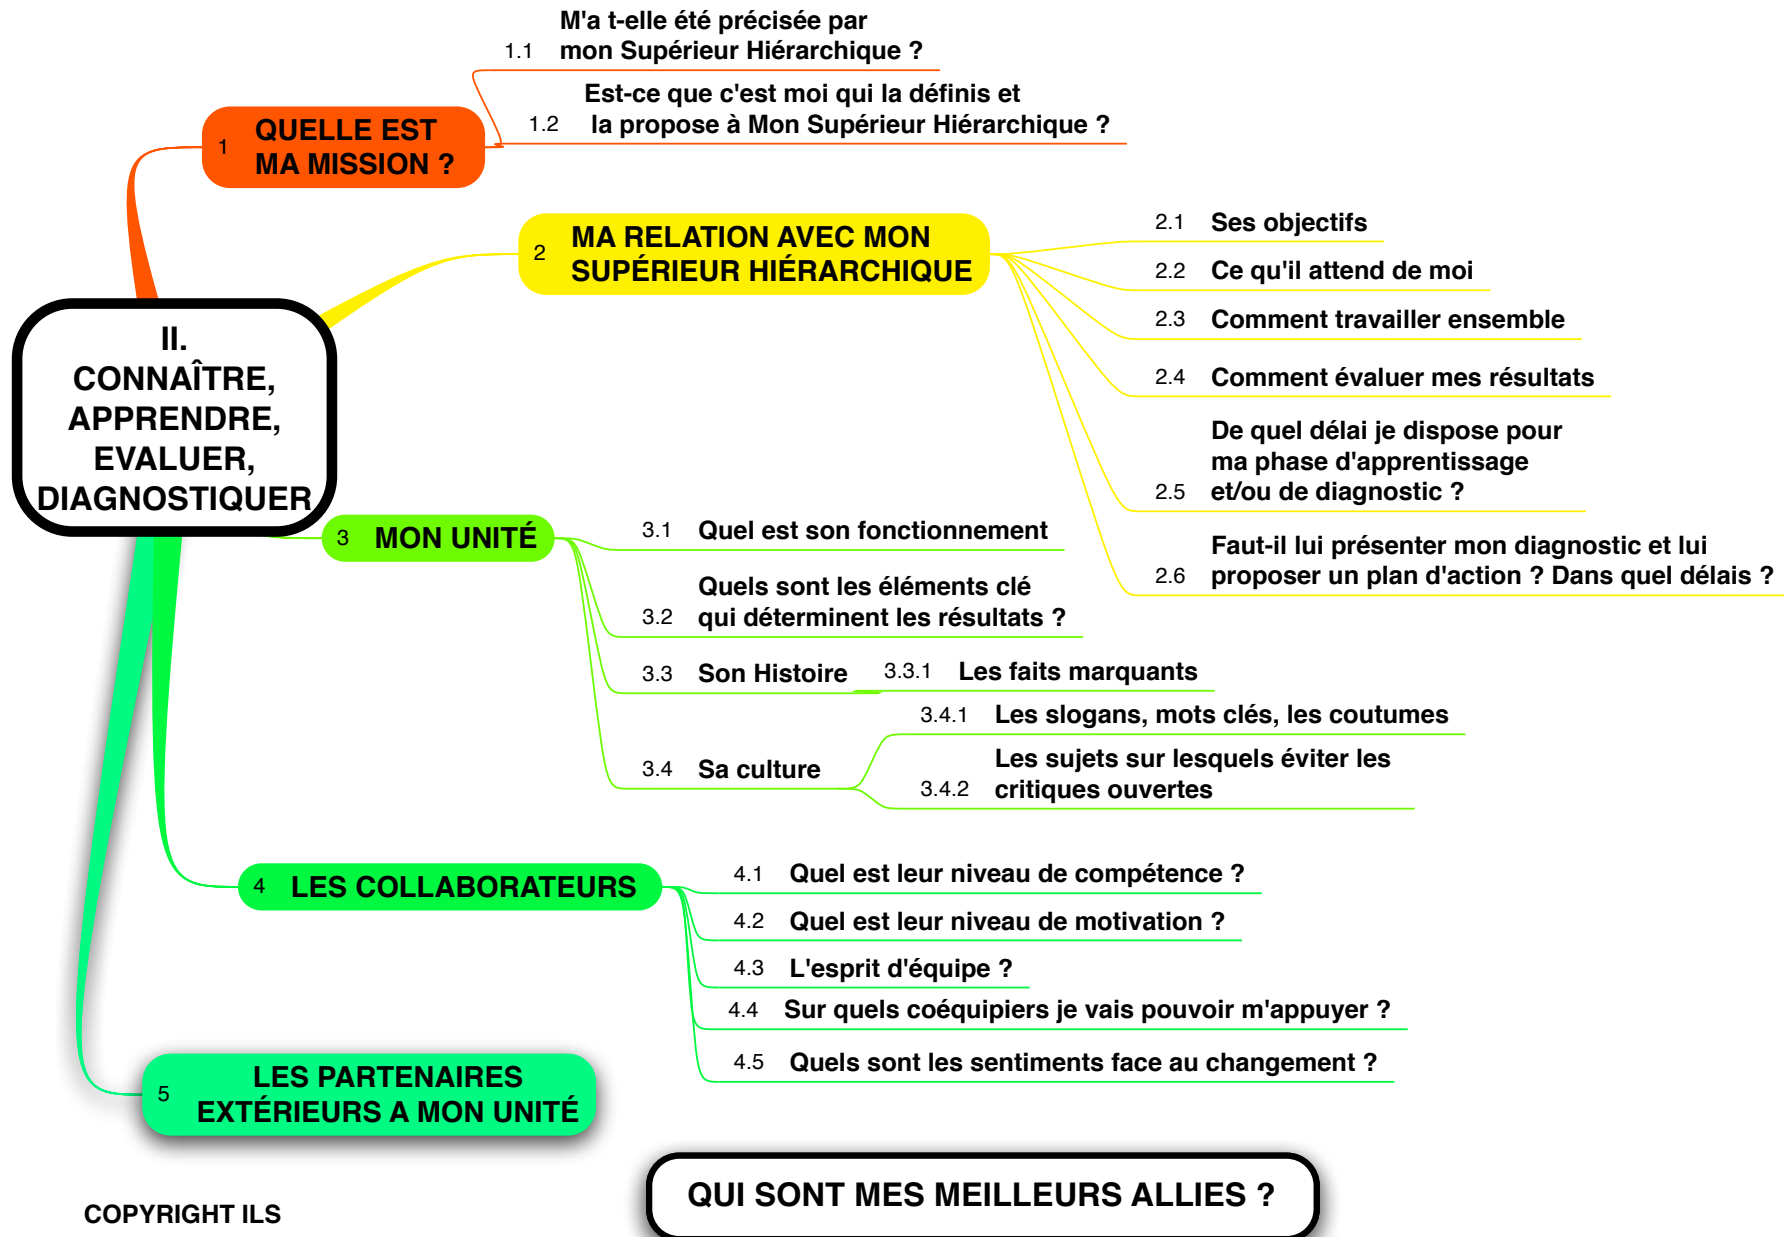 II.
CONNAÎTRE,
APPRENDRE,
EVALUER,
DIAGNOSTIQUER
1 QUELLE EST
MA MISSION ?
1.1 M'a t-elle été précisée par
mon Supérieur Hiérarchique ?
1.2 Est-ce que c'est moi qui la définis et
la propose à Mon Supérieur Hiérarchique ?
2 MA RELATION AVEC MON
SUPÉRIEUR HIÉRARCHIQUE
2.1 Ses objectifs
2.2 Ce qu'il attend de moi
2.3 Comment travailler ensemble
2.4 Comment évaluer mes résultats
2.5 De quel délai je dispose pour
ma phase d'apprentissage
et/ou de diagnostic ?
2.6 Faut-il lui présenter mon diagnostic et lui
proposer un plan d'action ? Dans quel délais ?
3 MON UNITÉ
3.1 Quel est son fonctionnement
3.2 Quels sont les éléments clé
qui déterminent les résultats ?
3.3 Son Histoire
3.3.1 Les faits marquants
3.4 Sa culture
3.4.1 Les slogans, mots clés, les coutumes
3.4.2 Les sujets sur lesquels éviter les
critiques ouvertes
4 LES COLLABORATEURS
4.1 Quel est leur niveau de compétence ?
4.2 Quel est leur niveau de motivation ?
4.3 L'esprit d'équipe ?
4.4 Sur quels coéquipiers je vais pouvoir m'appuyer ?
4.5 Quels sont les sentiments face au changement ?
5 LES PARTENAIRES
EXTÉRIEURS A MON UNITÉ
QUI SONT MES MEILLEURS ALLIES ?
COPYRIGHT ILS